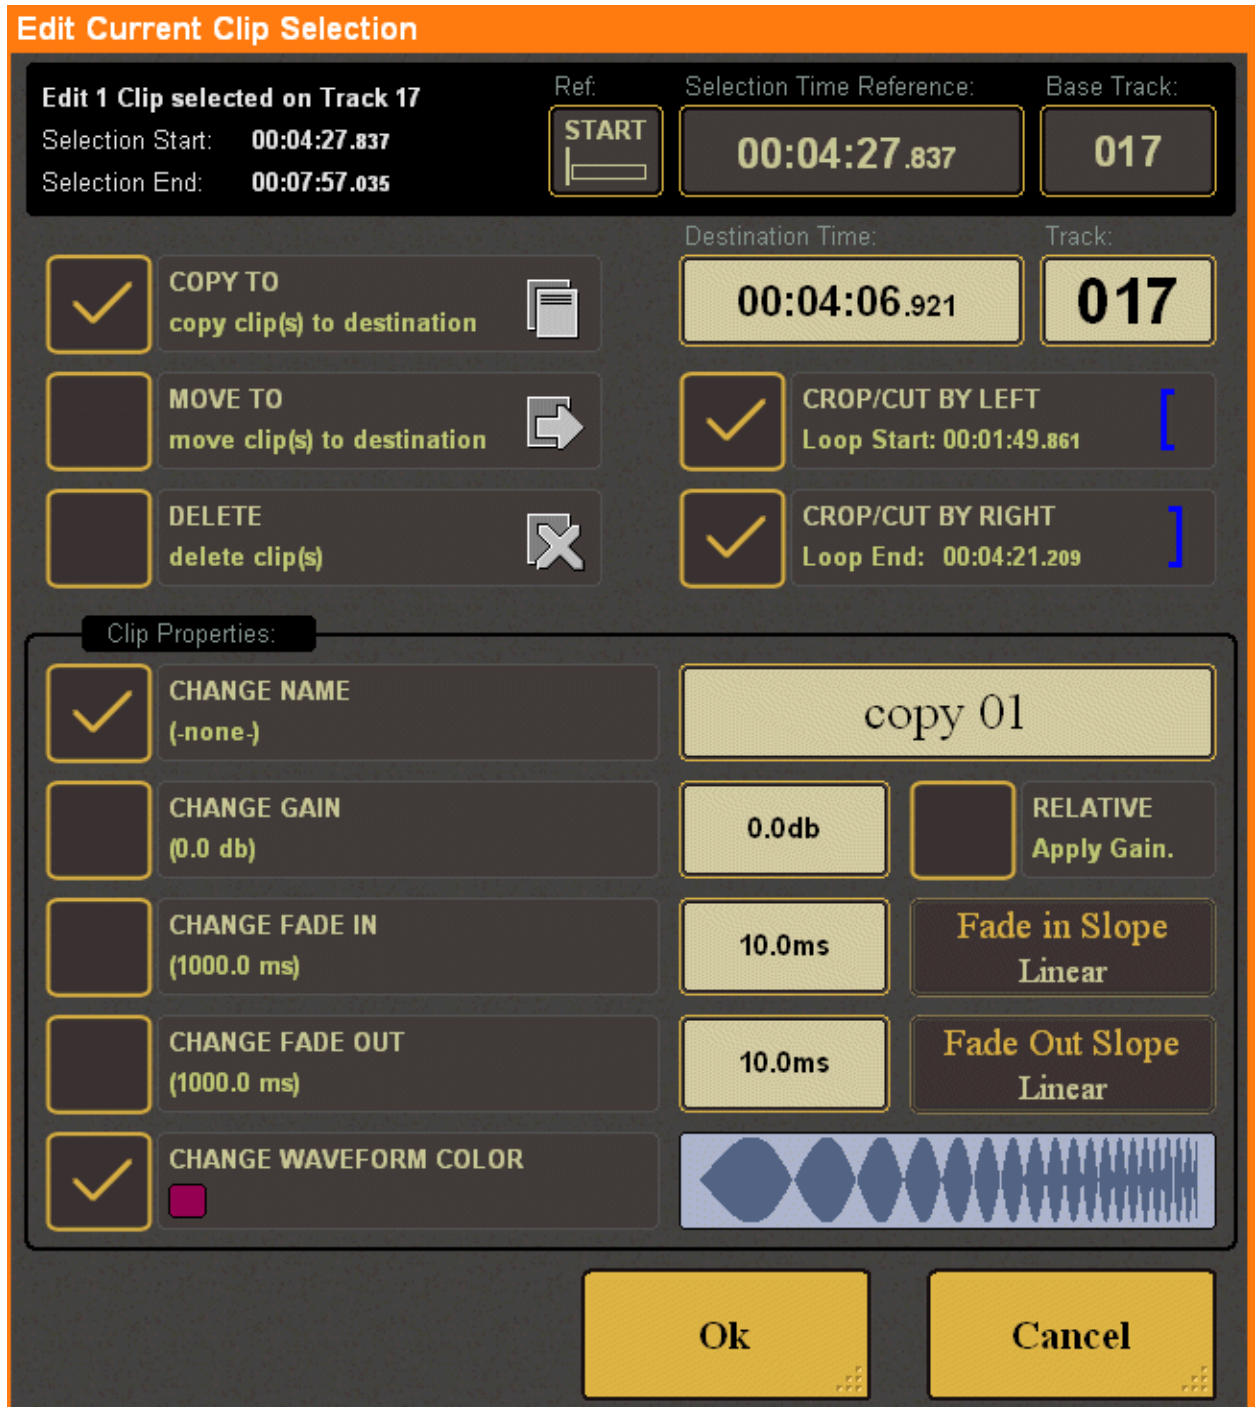 Edit Current Clip Selection
Edit 1 Clip selected on Track 17
Selection Start: 00:04:27.837
Selection End: 00:07:57.035
Ref:
START
Selection Time Reference:
00:04:27.837
Base Track:
017
Destination Time:
00:04:06.921
Track:
017
COPY TO
copy clip(s) to destination
MOVE TO
move clip(s) to destination
CROP/CUT BY LEFT
Loop Start: 00:01:49.861
[
DELETE
delete clip(s)
CROP/CUT BY RIGHT
Loop End: 00:04:21.209
]
Clip Properties:
CHANGE NAME
(-none-)
copy 01
CHANGE GAIN
(0.0 db)
0.0db
RELATIVE
Apply Gain.
CHANGE FADE IN
(1000.0 ms)
10.0ms
Fade in Slope
Linear
CHANGE FADE OUT
(1000.0 ms)
10.0ms
Fade Out Slope
Linear
CHANGE WAVEFORM COLOR
Ok
Cancel